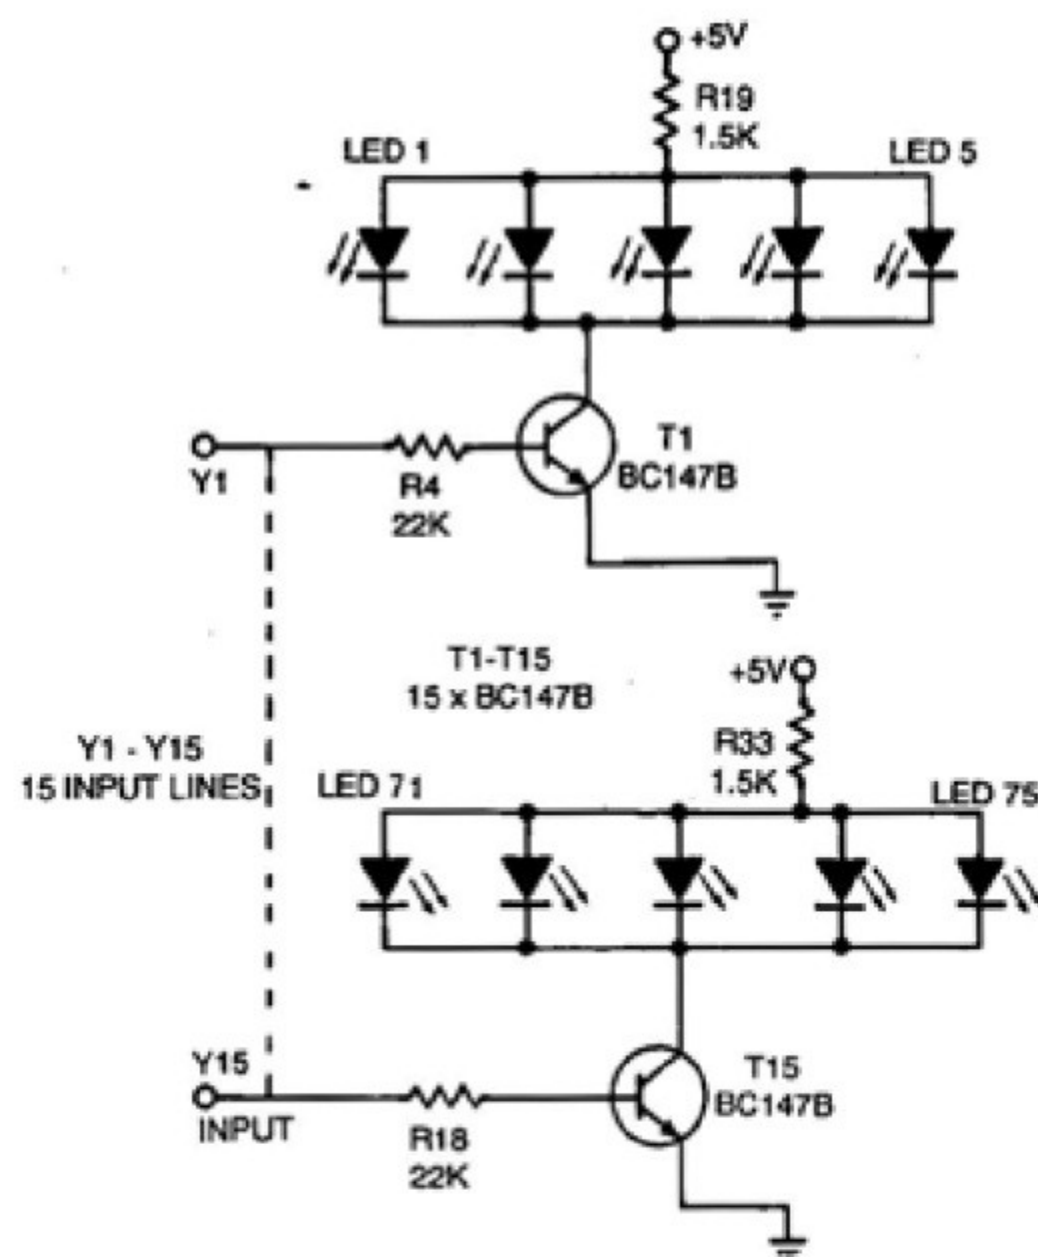 +5V
R19
1.5K
LED 1
LED 5
Y1
R4
22K
T1
BC147B
T1-T15
15 x BC147B
+5V
Y1 - Y15
15 INPUT LINES
R33
1.5K
LED 71
LED 75
Y15
INPUT
R18
22K
T15
BC147B